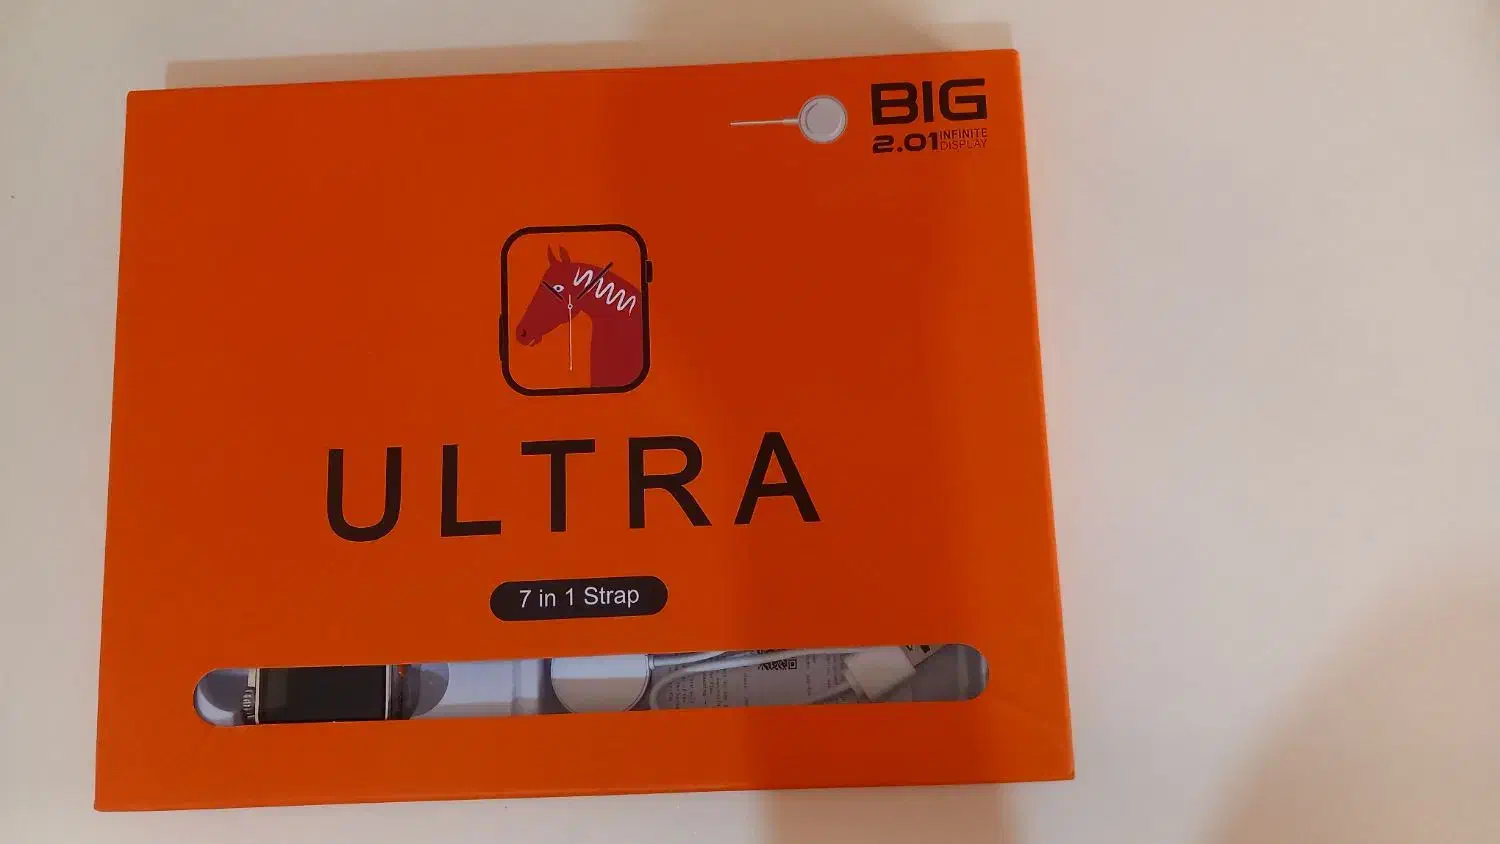 BIG
2.01 INFINITE
DISPLAY
ULTRA
7 in 1 Strap